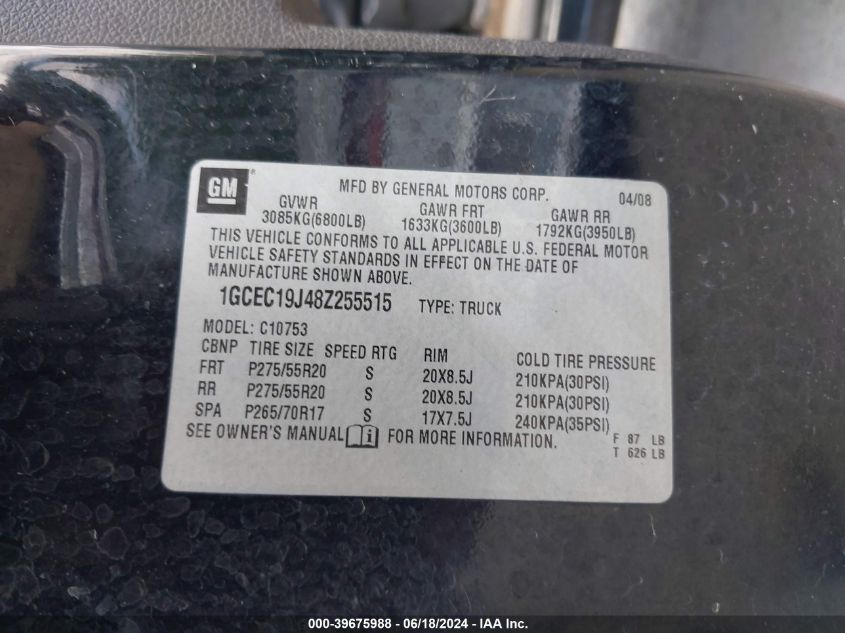 GM ® MFD BY GENERAL MOTORS CORP. 04/08
GVWR GAWR FRT GAWR RR
3085KG(6800LB) 1633KG(3600LB) 1792KG(3950LB)
THIS VEHICLE CONFORMS TO ALL APPLICABLE U.S. FEDERAL MOTOR
VEHICLE SAFETY STANDARDS IN EFFECT ON THE DATE OF
MANUFACTURE SHOWN ABOVE.
1GCEC19J48Z255515 TYPE: TRUCK
MODEL: C10753
CBNP TIRE SIZE SPEED RTG RIM COLD TIRE PRESSURE
FRT P275/55R20 S 20X8.5J 210KPA(30PSI)
RR P275/55R20 S 20X8.5J 210KPA(30PSI)
SPA P265/70R17 S 17X7.5J 240KPA(35PSI)
SEE OWNER'S MANUAL i FOR MORE INFORMATION.
F 87 LB
T 626 LB
000-39675988 - 06/18/2024 - IAA Inc.